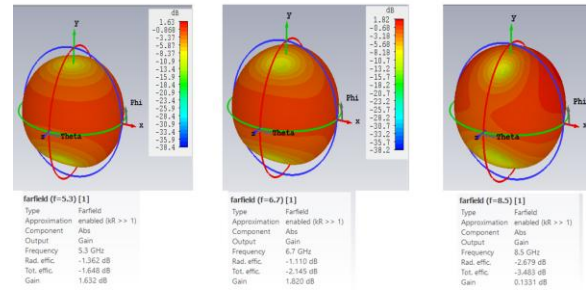 dB
1.63
-0.868
-3.37
-5.87
-10.9
-13.4
-15.9
-18.4
-20.9
-23.4
-25.9
-28.4
-30.9
-33.4
-35.9
-38.4
y
Phi
x
Theta
z
farfield (f=5.3) [1]
Type Farfield
Approximation enabled (kR >> 1)
Component Abs
Output Gain
Frequency 5.3 GHz
Rad. effic. -1.362 dB
Tot. effic. -1.648 dB
Gain 1.632 dB
dB
1.82
-0.68
-3.18
-5.68
-10.7
-13.2
-15.7
-18.2
-20.7
-23.2
-25.7
-28.2
-30.7
-33.2
-35.7
-38.2
y
Phi
x
Theta
z
farfield (f=6.7) [1]
Type Farfield
Approximation enabled (kR >> 1)
Component Abs
Output Gain
Frequency 6.7 GHz
Rad. effic. -1.110 dB
Tot. effic. -2.145 dB
Gain 1.820 dB
y
Phi
x
Theta
farfield (f=8.5) [1]
Type Farfield
Approximation enabled (kR >> 1)
Component Abs
Output Gain
Frequency 8.5 GHz
Rad. effic. -2.679 dB
Tot. effic. -3.483 dB
Gain 0.1331 dB